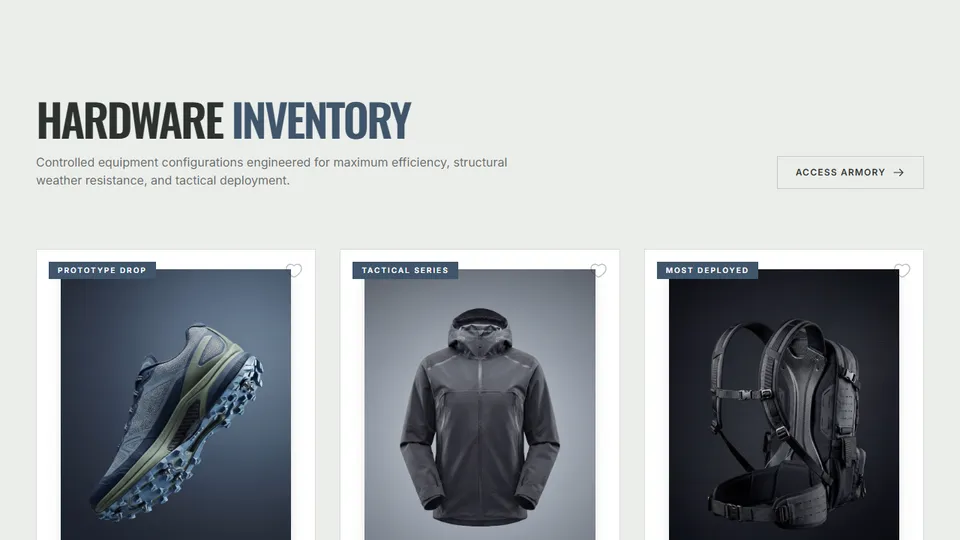 HARDWARE INVENTORY
Controlled equipment configurations engineered for maximum efficiency, structural
weather resistance, and tactical deployment.
ACCESS ARMORY
PROTOTYPE DROP
TACTICAL SERIES
MOST DEPLOYED